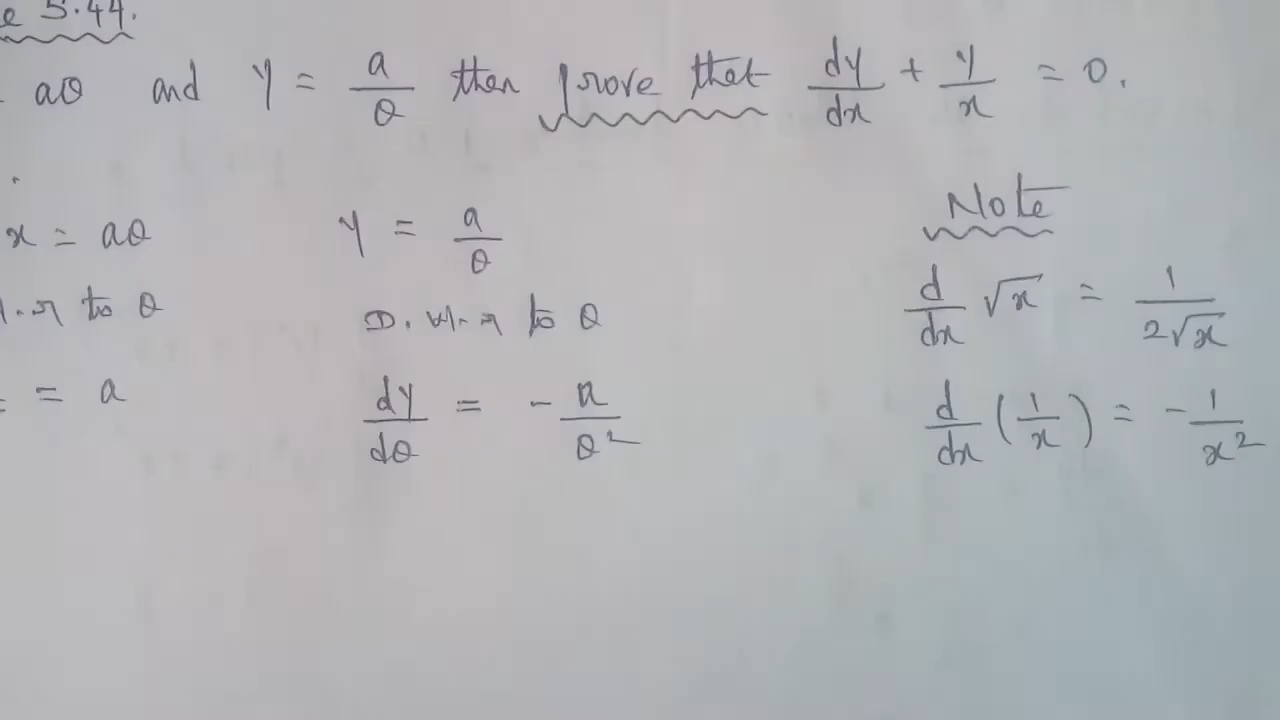 e 5.44.
aθ and y = a/θ then prove that dy/dx + y/x = 0.
x = aθ
y = a/θ
Note
r to θ
D. w. r to θ
d/dx √x = 1/2√x
= a
dy/dθ = - a/θ²
d/dx (1/x) = - 1/x²